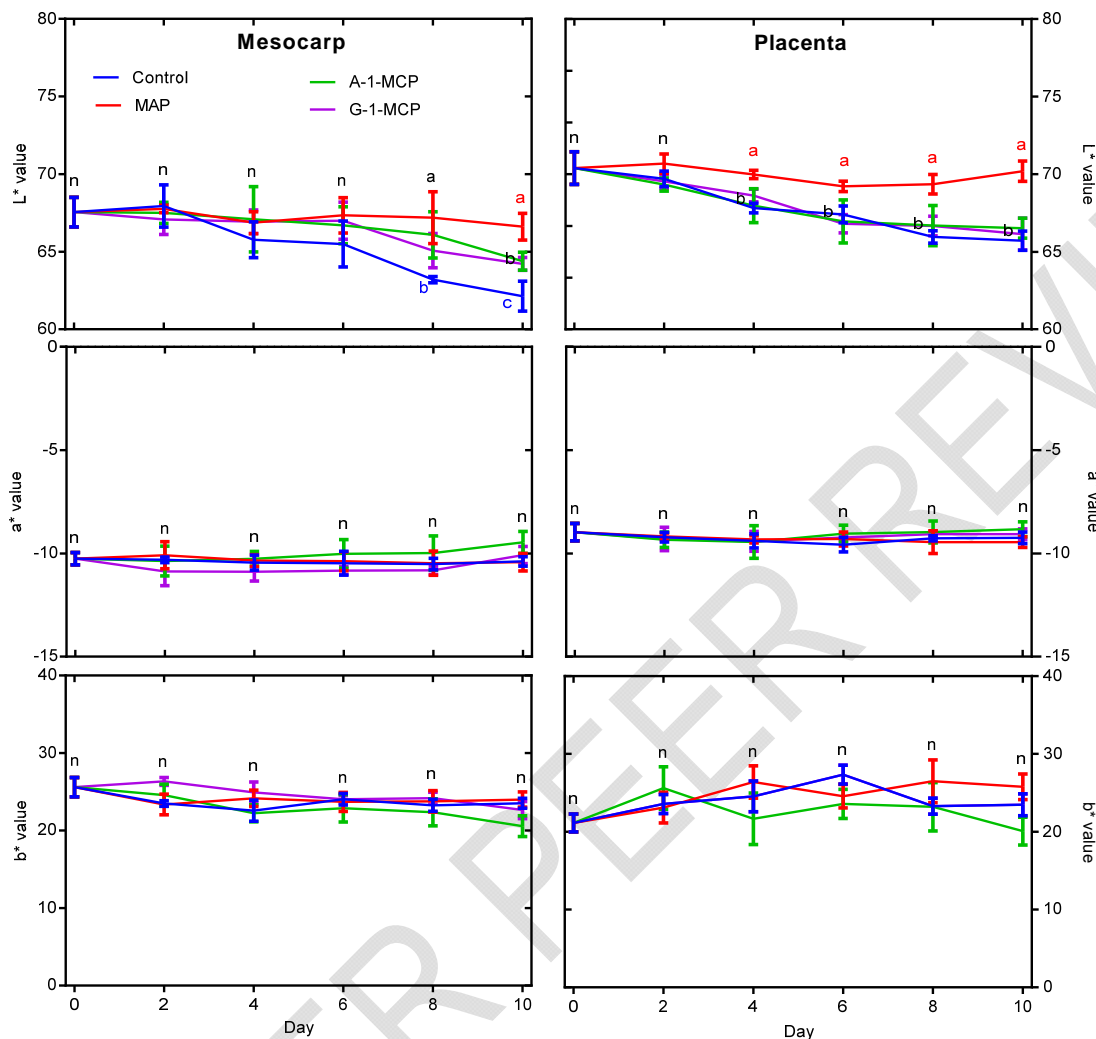 Mesocarp
Placenta
Control
MAP
A-1-MCP
G-1-MCP
80
75
70
65
60
L* value
n
n
n
n
a
b
a
b
c
80
75
70
65
60
L* value
n
n
a
b
a
b
a
b
a
b
0
-5
-10
-15
a* value
n
n
n
n
n
n
0
-5
-10
-15
a value
n
n
n
n
n
n
40
30
20
10
0
b* value
n
n
n
n
n
n
0
2
4
6
8
10
Day
40
30
20
10
0
b* value
n
n
n
n
n
n
0
2
4
6
8
10
Day
PEER